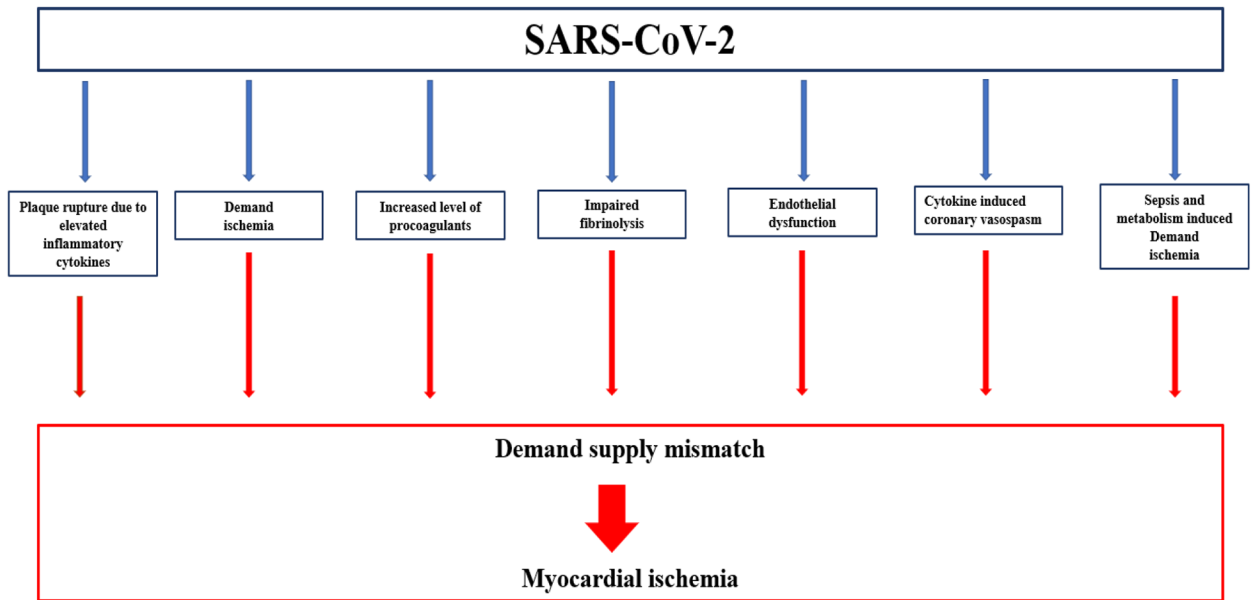 SARS-CoV-2
Plaque rupture due to
elevated
inflammatory
cytokines
Demand
ischemia
Increased level of
procoagulants
Impaired
fibrinolysis
Endothelial
dysfunction
Cytokine induced
coronary vasospasm
Sepsis and
metabolism induced
Demand
ischemia
Demand supply mismatch
Myocardial ischemia